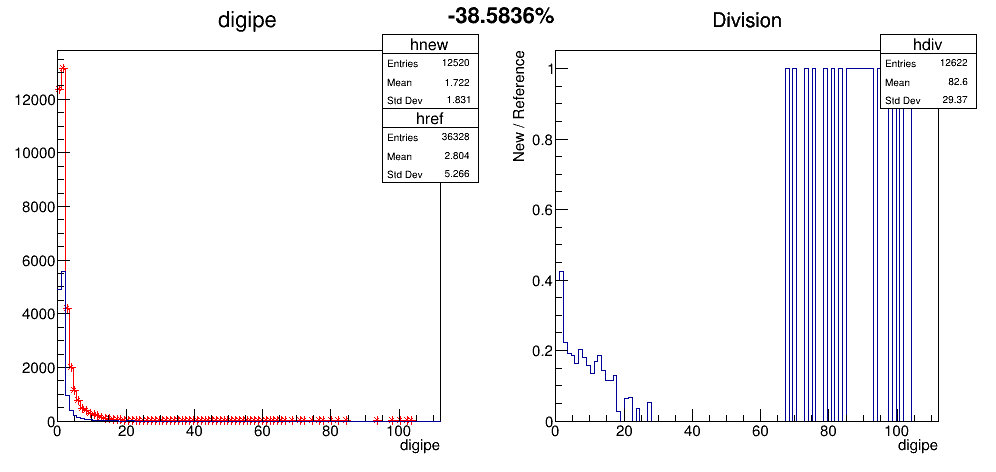 -38.5836%
digipe
hnew
Entries 12520
Mean 1.722
Std Dev 1.831
href
Entries 36328
Mean 2.804
Std Dev 5.266
12000
10000
8000
6000
4000
2000
0
0 20 40 60 80 100
digipe
Division
hdiv
Entries 12622
Mean 82.6
Std Dev 29.37
New / Reference
1
0.8
0.6
0.4
0.2
0
0 20 40 60 80 100
digipe